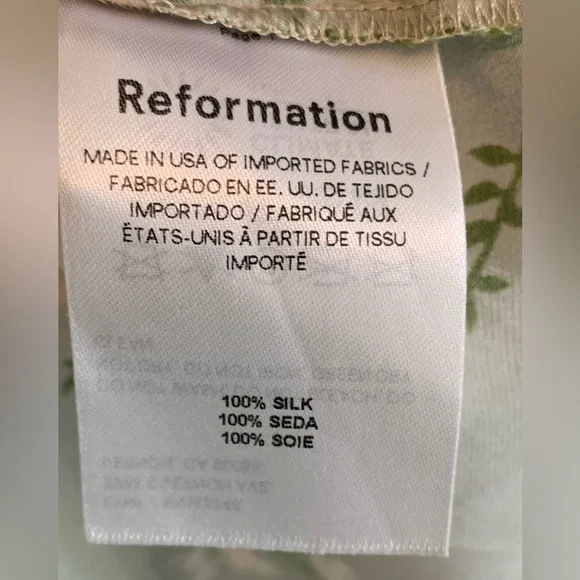 Page
Reformation
MADE IN USA OF IMPORTED FABRICS /
FABRICADO EN EE. UU. DE TEJIDO
IMPORTADO / FABRIQUÉ AUX
ÉTATS-UNIS À PARTIR DE TISSU
IMPORTÉ
100% SILK
100% SEDA
100% SOIE